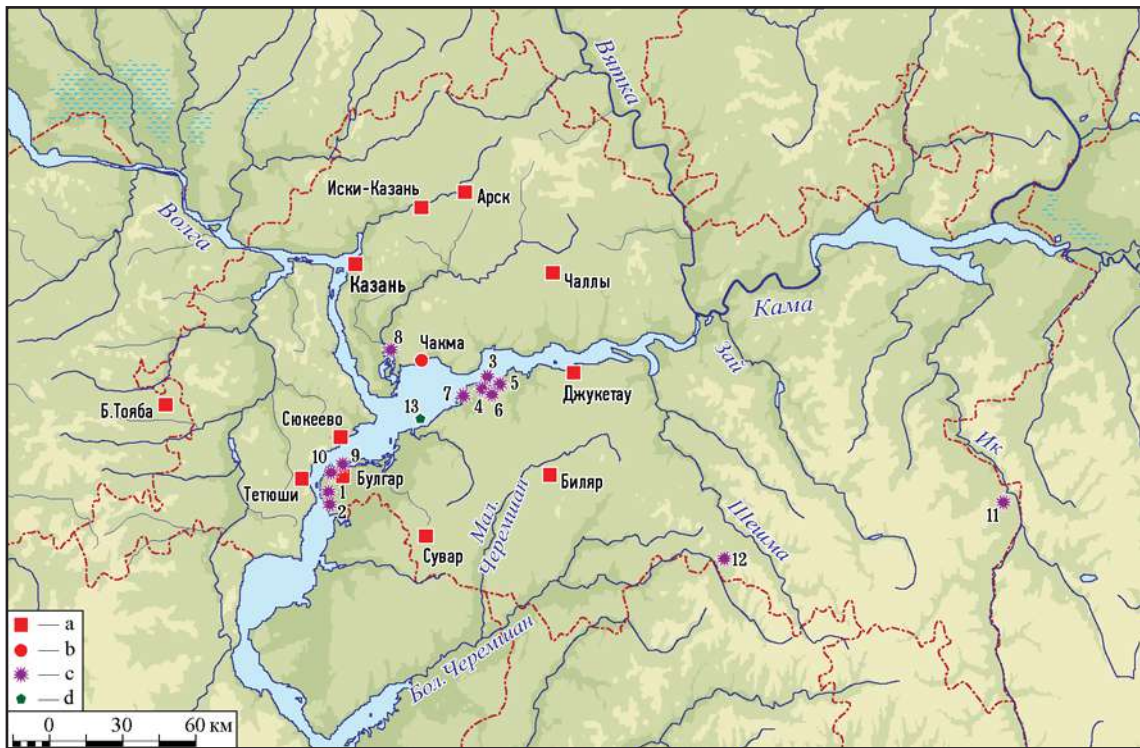 Вятка
Иски-Казань
Арск
Волга
Казань
Чаллы
Кама
8
Чакма
Зай
3
5
7
4
6
Джукетау
Б.Тояба
13
Сюкеево
Ик
10
9
Тетюши
Булгар
Биляр
1
2
11
Мал.
Черемшан
Шешма
Сувар
12
Бол. Черемшан
— a
— b
— c
— d
0 30 60 км